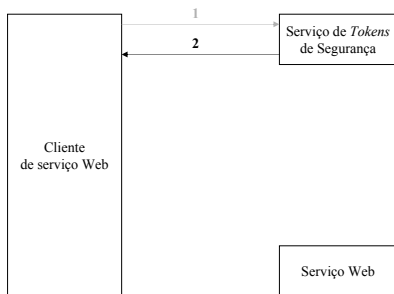 1
Serviço de Tokens
de Segurança
2
Cliente
de serviço Web
Serviço Web